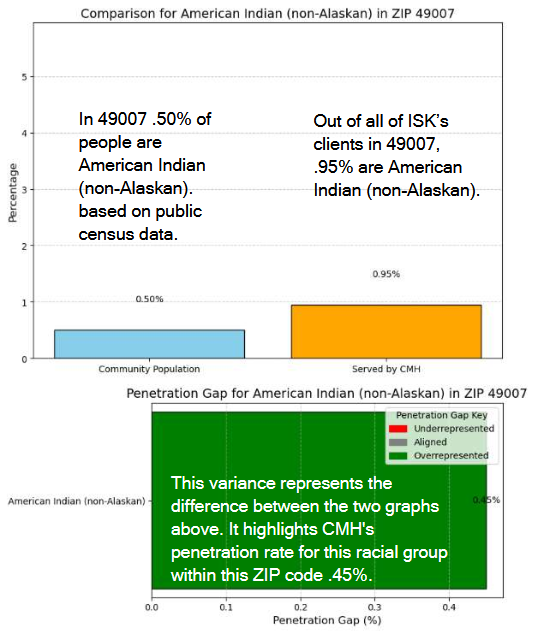 Comparison for American Indian (non-Alaskan) in ZIP 49007
Percentage
5
4
3
2
1
0
In 49007 .50% of
people are
American Indian
(non-Alaskan).
based on public
census data.
Out of all of ISK's
clients in 49007,
.95% are American
Indian (non-Alaskan).
0.50%
0.95%
Community Population
Served by CMH
Penetration Gap for American Indian (non-Alaskan) in ZIP 49007
Penetration Gap Key
Underrepresented
Aligned
Overrepresented
American Indian (non-Alaskan)
0.45%
This variance represents the
difference between the two graphs
above. It highlights CMH's
penetration rate for this racial group
within this ZIP code .45%.
0.0 0.1 0.2 0.3 0.4
Penetration Gap (%)